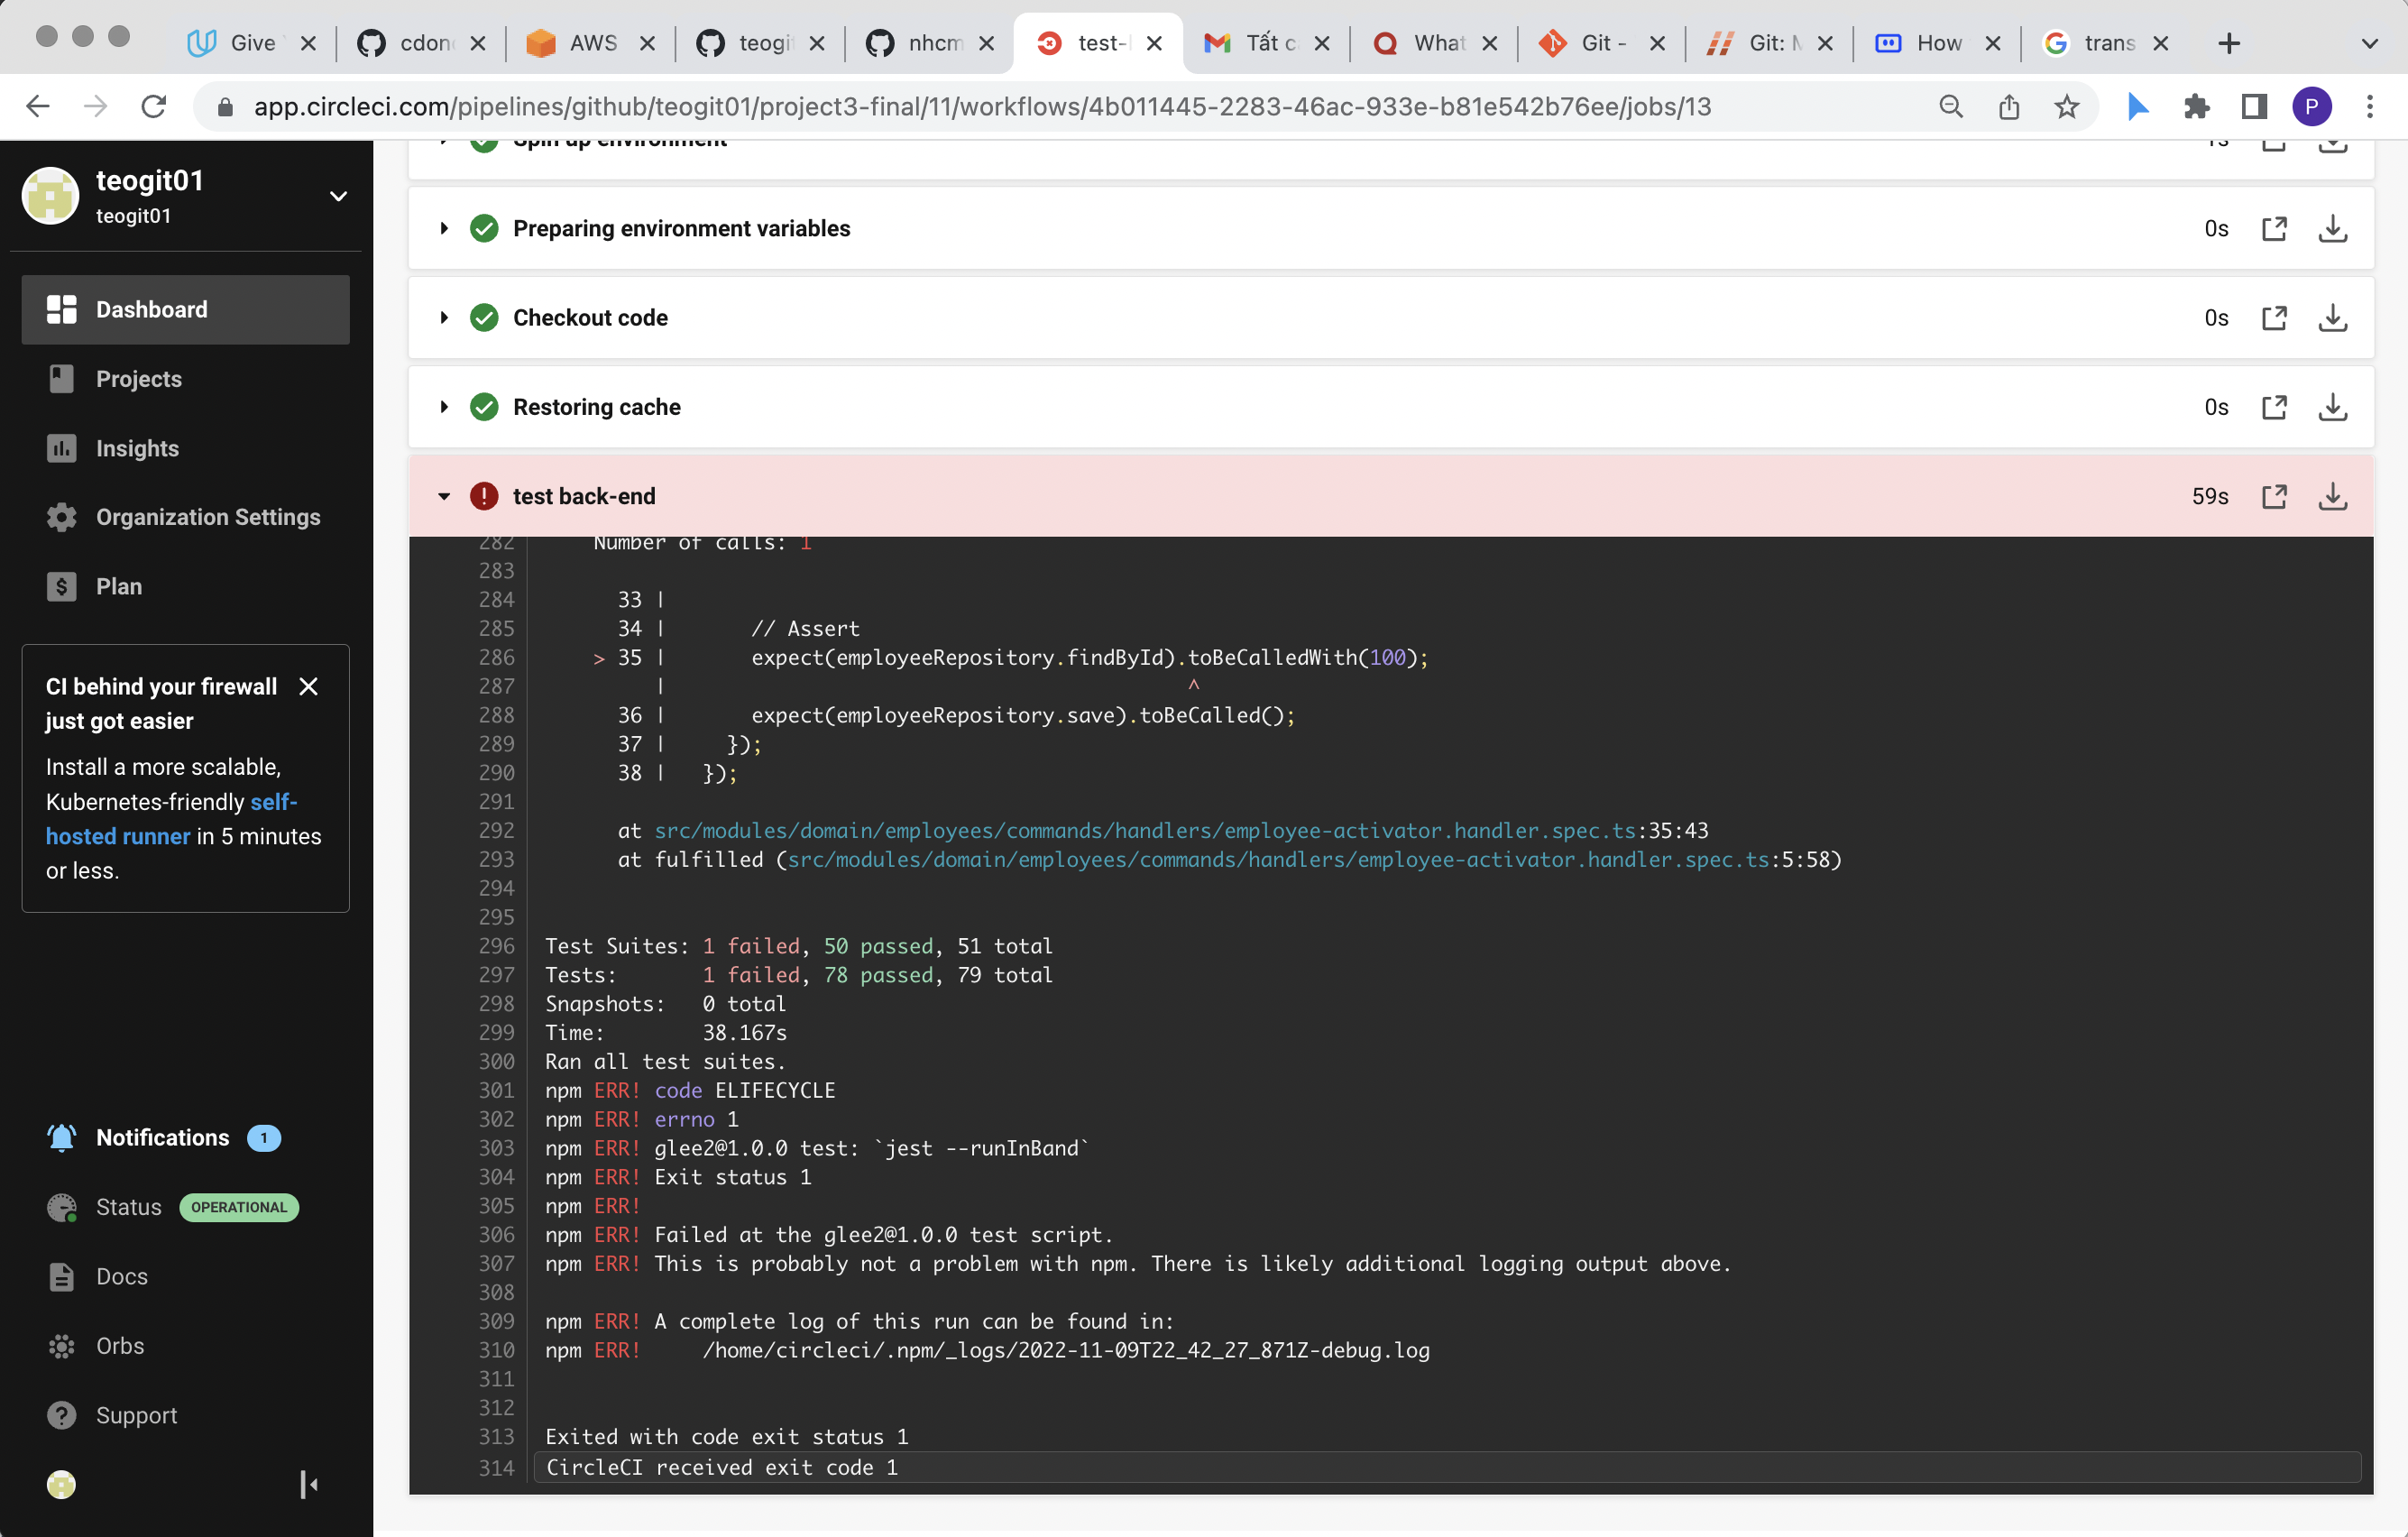 Give
cdon
AWS
teogi
nhcm
test-
Tất c
What
Git -
Git: M
How
trans
app.circleci.com/pipelines/github/teogit01/project3-final/11/workflows/4b011445-2283-46ac-933e-b81e542b76ee/jobs/13
P
teogit01
teogit01
Dashboard
Projects
Insights
Organization Settings
Plan
CI behind your firewall
just got easier
Install a more scalable,
Kubernetes-friendly self-
hosted runner in 5 minutes
or less.
Notifications 1
Status OPERATIONAL
Docs
Orbs
Support
Spin up environment 1s
Preparing environment variables 0s
Checkout code 0s
Restoring cache 0s
test back-end 59s
282 Number of calls: 1
283
284 33 |
285 34 | // Assert
286 > 35 | expect(employeeRepository.findById).toBeCalledWith(100);
287 | ^
288 36 | expect(employeeRepository.save).toBeCalled();
289 37 | });
290 38 | });
291
292 at src/modules/domain/employees/commands/handlers/employee-activator.handler.spec.ts:35:43
293 at fulfilled (src/modules/domain/employees/commands/handlers/employee-activator.handler.spec.ts:5:58)
294
295
296 Test Suites: 1 failed, 50 passed, 51 total
297 Tests: 1 failed, 78 passed, 79 total
298 Snapshots: 0 total
299 Time: 38.167s
300 Ran all test suites.
301 npm ERR! code ELIFECYCLE
302 npm ERR! errno 1
303 npm ERR! glee2@1.0.0 test: `jest --runInBand`
304 npm ERR! Exit status 1
305 npm ERR!
306 npm ERR! Failed at the glee2@1.0.0 test script.
307 npm ERR! This is probably not a problem with npm. There is likely additional logging output above.
308
309 npm ERR! A complete log of this run can be found in:
310 npm ERR! /home/circleci/.npm/_logs/2022-11-09T22_42_27_871Z-debug.log
311
312
313 Exited with code exit status 1
314 CircleCI received exit code 1